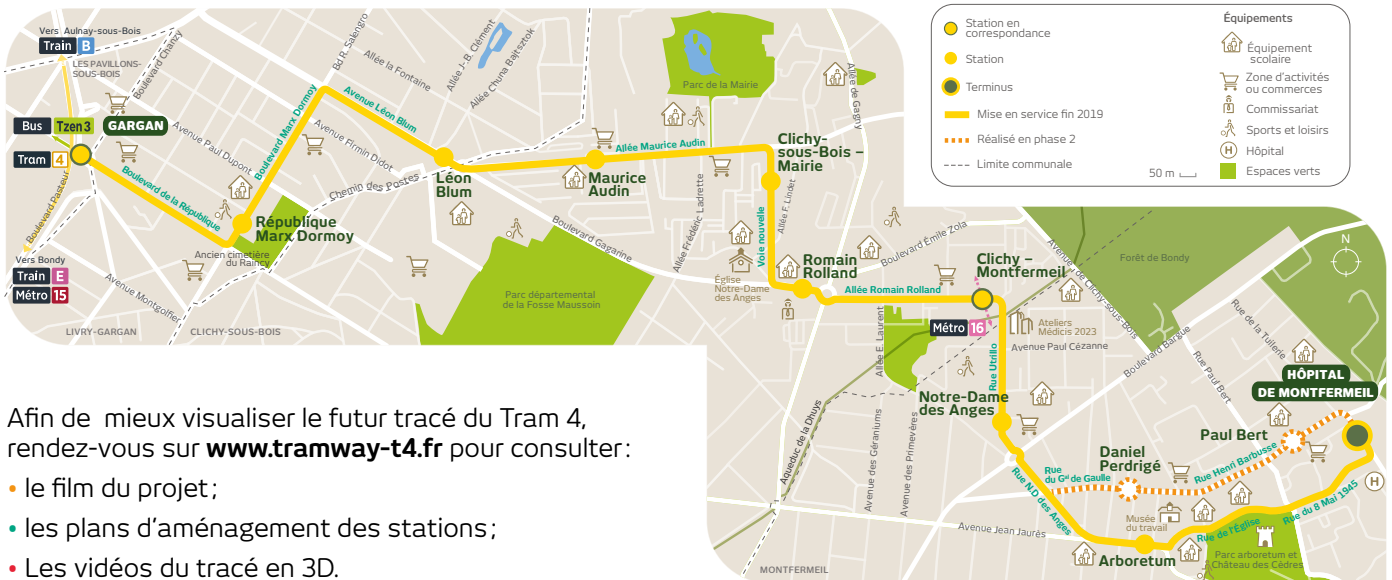 Vers Aulnay-sous-Bois
Train B
LES PAVILLONS-
SOUS-BOIS
Boulevard Chanzy
Bus Tzen 3 GARGAN
Tram 4
Boulevard Pasteur
Vers Bondy
Train E
Métro 15
Avenue Paul Dupont
Boulevard de la République
République
Marx Dormoy
Ancien cimetière
du Raincy
Avenue Montgolfier
LIVRY-GARGAN
CLICHY-SOUS-BOIS
Boulevard Marx Dormoy
Bd R. Salengro
Allée la Fontaine
Allée J-B. Clément
Allée Chuna Bajtsztok
Avenue Léon Blum
Avenue Firmin Didot
Chemin des Postes
Léon
Blum
Maurice
Audin
Allée Maurice Audin
Parc de la Mairie
Allée de Gagny
Clichy-
sous-Bois –
Mairie
Allée Frédéric Ladrette
Boulevard Gagarine
Parc départemental
de la Fosse Maussoin
Voie nouvelle
Allée F. Lindet
Église
Notre-Dame
des Anges
Romain
Rolland
Boulevard Émile Zola
Allée Romain Rolland
Clichy –
Montfermeil
Métro 16
Allée E. Laurent
Ateliers
Médicis 2023
Avenue Paul Cézanne
Rue Utrillo
Avenue de Clichy-sous-Bois
Forêt de Bondy
Boulevard Bargue
Rue de la Tuilerie
Rue Paul Bert
N
HÔPITAL
DE MONTFERMEIL
Notre-Dame
des Anges
Aqueduc de la Dhuys
Avenue des Géraniums
Avenue des Primevères
Rue N.D des Anges
Avenue Jean Jaurès
Daniel
Perdrigé
Rue
du Gal de Gaulle
Paul Bert
Rue Henri Barbusse
Musée
du travail
Arboretum
Rue de l'Église
Rue du 8 Mai 1945
H
Parc arboretum et
Château des Cèdres
MONTFERMEIL
Station en
correspondance
Station
Terminus
Mise en service fin 2019
Réalisé en phase 2
Limite communale
50 m
Équipements
Équipement
scolaire
Zone d'activités
ou commerces
Commissariat
Sports et loisirs
H Hôpital
Espaces verts
Afin de mieux visualiser le futur tracé du Tram 4,
rendez-vous sur www.tramway-t4.fr pour consulter :
• le film du projet ;
• les plans d'aménagement des stations ;
• Les vidéos du tracé en 3D.